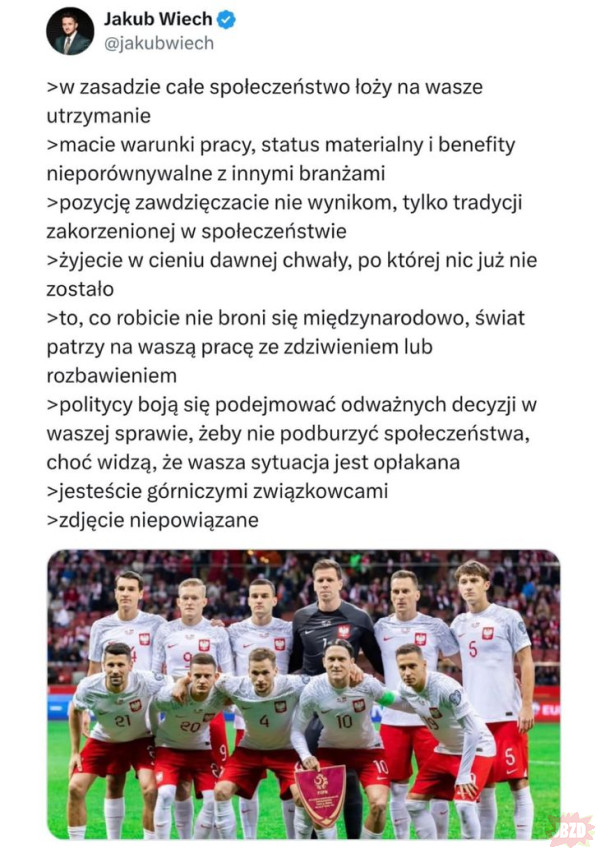 Jakub Wiech
@jakubwiech
>w zasadzie całe społeczeństwo łoży na wasze
utrzymanie
>macie warunki pracy, status materialny i benefity
nieporównywalne z innymi branżami
>pozycję zawdzięczacie nie wynikom, tylko tradycji
zakorzenionej w społeczeństwie
>żyjecie w cieniu dawnej chwały, po której nic już nie
zostało
>to, co robicie nie broni się międzynarodowo, świat
patrzy na waszą pracę ze zdziwieniem lub
rozbawieniem
>politycy boją się podejmować odważnych decyzji w
waszej sprawie, żeby nie podburzyć społeczeństwa,
choć widzą, że wasza sytuacja jest opłakana
>jesteście górniczymi związkowcami
>zdjęcie niepowiązane
9
5
21
20
4
10
9
10
5